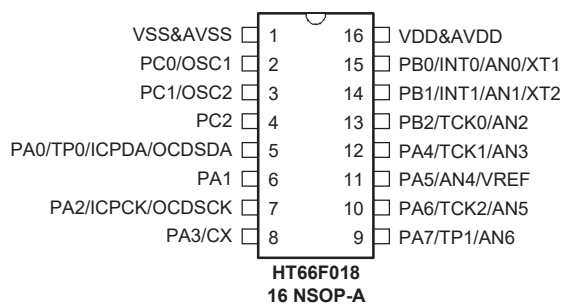 VSS&AVSS 1 16 VDD&AVDD
PC0/OSC1 2 15 PB0/INT0/AN0/XT1
PC1/OSC2 3 14 PB1/INT1/AN1/XT2
PC2 4 13 PB2/TCK0/AN2
PA0/TP0/ICPDA/OCDSDA 5 12 PA4/TCK1/AN3
PA1 6 11 PA5/AN4/VREF
PA2/ICPCK/OCDSCK 7 10 PA6/TCK2/AN5
PA3/CX 8 9 PA7/TP1/AN6
HT66F018
16 NSOP-A